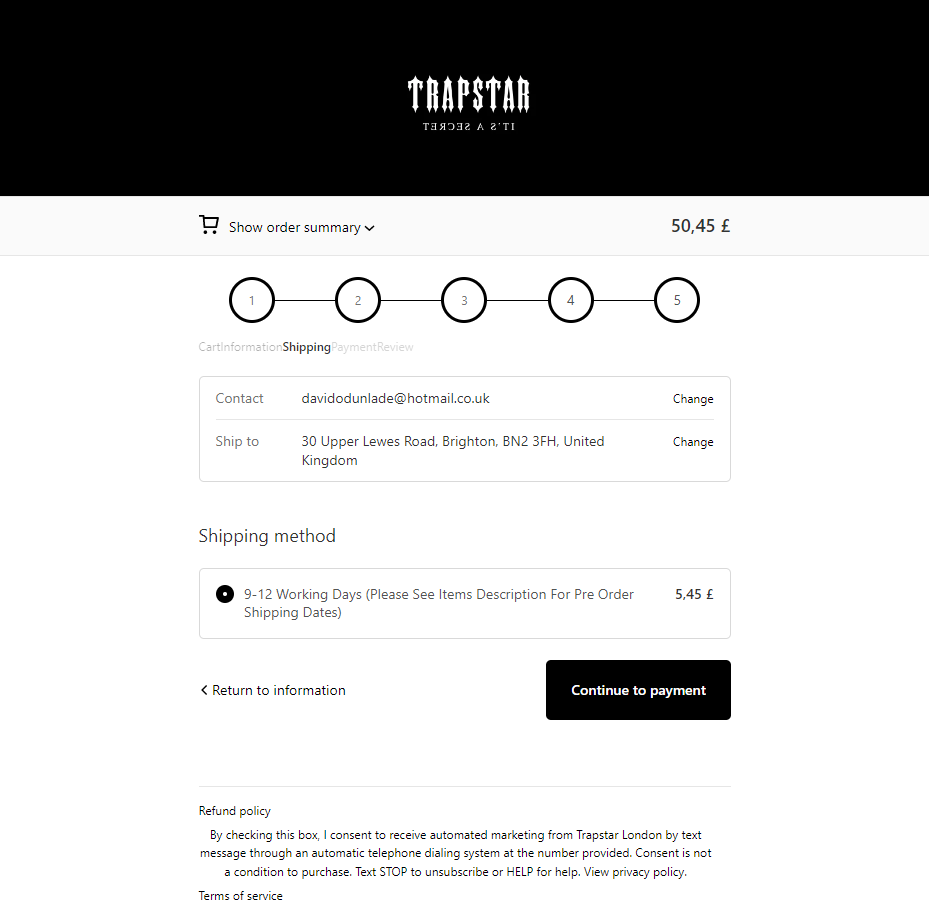 TRAPSTAR
IT'S A SECRET
Show order summary
50,45 £
1 2 3 4 5
CartInformationShippingPaymentReview
Contact davidodunlade@hotmail.co.uk Change
Ship to 30 Upper Lewes Road, Brighton, BN2 3FH, United Change
Kingdom
Shipping method
9-12 Working Days (Please See Items Description For Pre Order 5,45 £
Shipping Dates)
Return to information
Continue to payment
Refund policy
By checking this box, I consent to receive automated marketing from Trapstar London by text
message through an automatic telephone dialing system at the number provided. Consent is not
a condition to purchase. Text STOP to unsubscribe or HELP for help. View privacy policy.
Terms of service